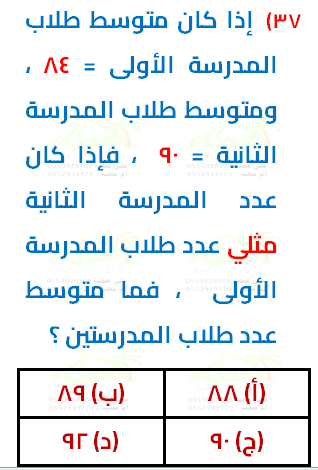 ٣٧) إذا كان متوسط طلاب
المدرسة الأولى = ٨٤ ،
ومتوسط طلاب المدرسة
الثانية = ٩٠ ، فإذا كان
عدد المدرسة الثانية
مثلي عدد طلاب المدرسة
الأولى ، فما متوسط
عدد طلاب المدرستين ؟
(أ) ٨٨ (ب) ٨٩
(ج) ٩٠ (د) ٩٢